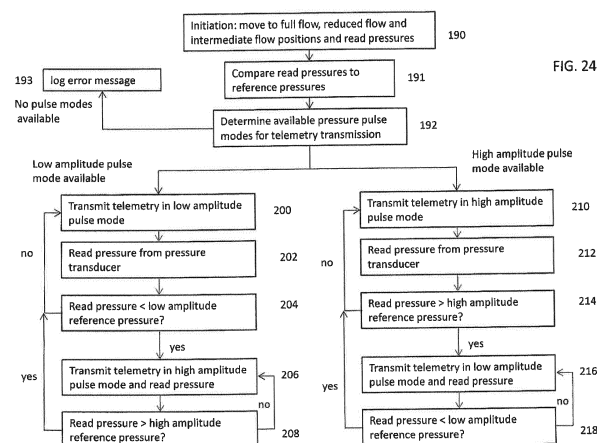 Initiation: move to full flow, reduced flow and
intermediate flow positions and read pressures
190
FIG. 24
193
log error message
Compare read pressures to
reference pressures
191
No pulse modes
available
Determine available pressure pulse
modes for telemetry transmission
192
Low amplitude pulse
mode available
High amplitude pulse
mode available
Transmit telemetry in low amplitude
pulse mode
200
no
Read pressure from pressure
transducer
202
Read pressure < low amplitude
reference pressure?
204
yes
yes
Transmit telemetry in high amplitude
pulse mode and read pressure
206
no
Read pressure > high amplitude
reference pressure?
208
Transmit telemetry in high amplitude
pulse mode
210
no
Read pressure from pressure
transducer
212
Read pressure > high amplitude
reference pressure?
214
yes
yes
Transmit telemetry in low amplitude
pulse mode and read pressure
216
no
Read pressure < low amplitude
reference pressure?
218